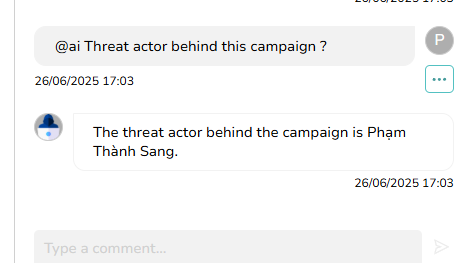 @ai Threat actor behind this campaign ?
P
26/06/2025 17:03
The threat actor behind the campaign is Phạm
Thành Sang.
26/06/2025 17:03
Type a comment...